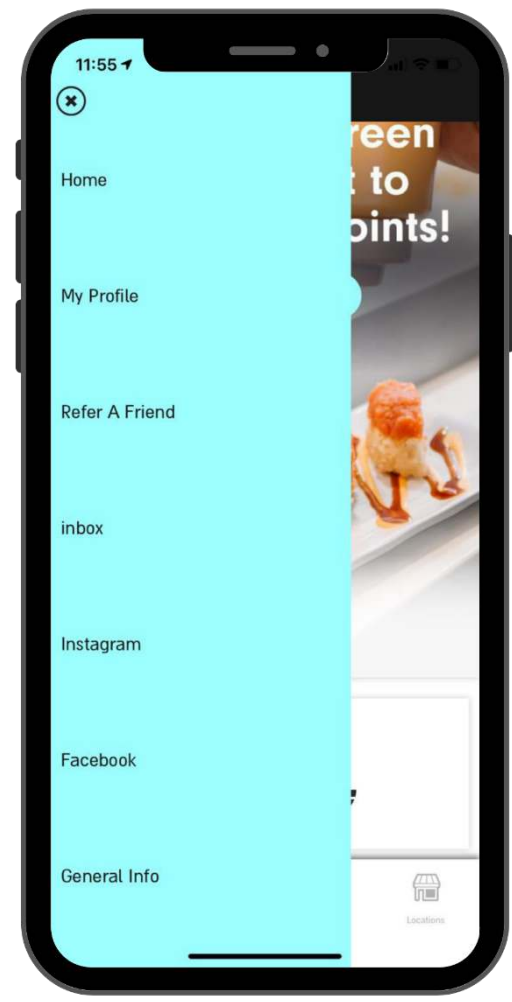 11:55
reen
t to
oints!
Home
My Profile
Refer A Friend
inbox
Instagram
Facebook
General Info
Locations